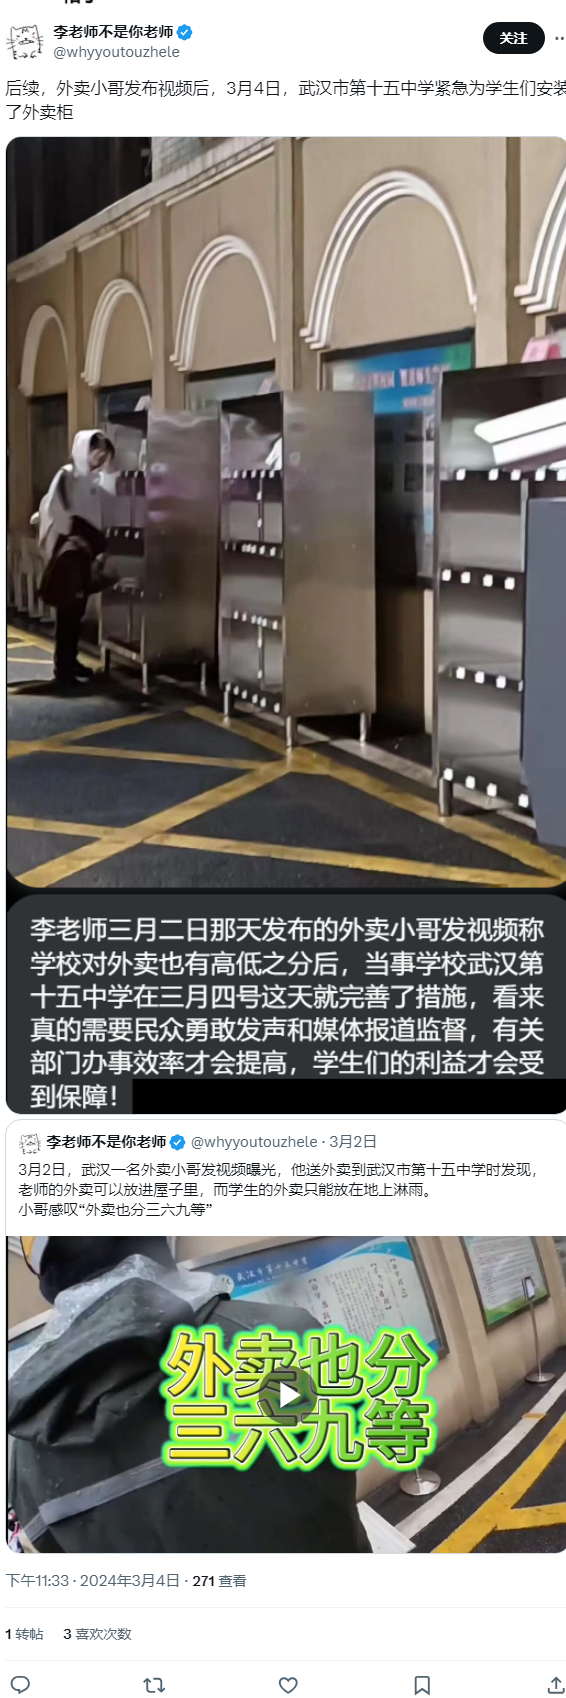 李老师不是你老师
@whyyoutouzhele
关注
后续，外卖小哥发布视频后，3月4日，武汉市第十五中学紧急为学生们安装
了外卖柜
李老师三月二日那天发布的外卖小哥发视频称
学校对外卖也有高低之分后，当事学校武汉第
十五中学在三月四号这天就完善了措施，看来
真的需要民众勇敢发声和媒体报道监督，有关
部门办事效率才会提高，学生们的利益才会受
到保障！
李老师不是你老师 @whyyoutouzhele · 3月2日
3月2日，武汉一名外卖小哥发视频曝光，他送外卖到武汉市第十五中学时发现，
老师的外卖可以放进屋子里，而学生的外卖只能放在地上淋雨。
小哥感叹“外卖也分三六九等”
武汉市第十五中学
外卖也分
三六九等
下午11:33 · 2024年3月4日 · 271 查看
1 转帖 3 喜欢次数